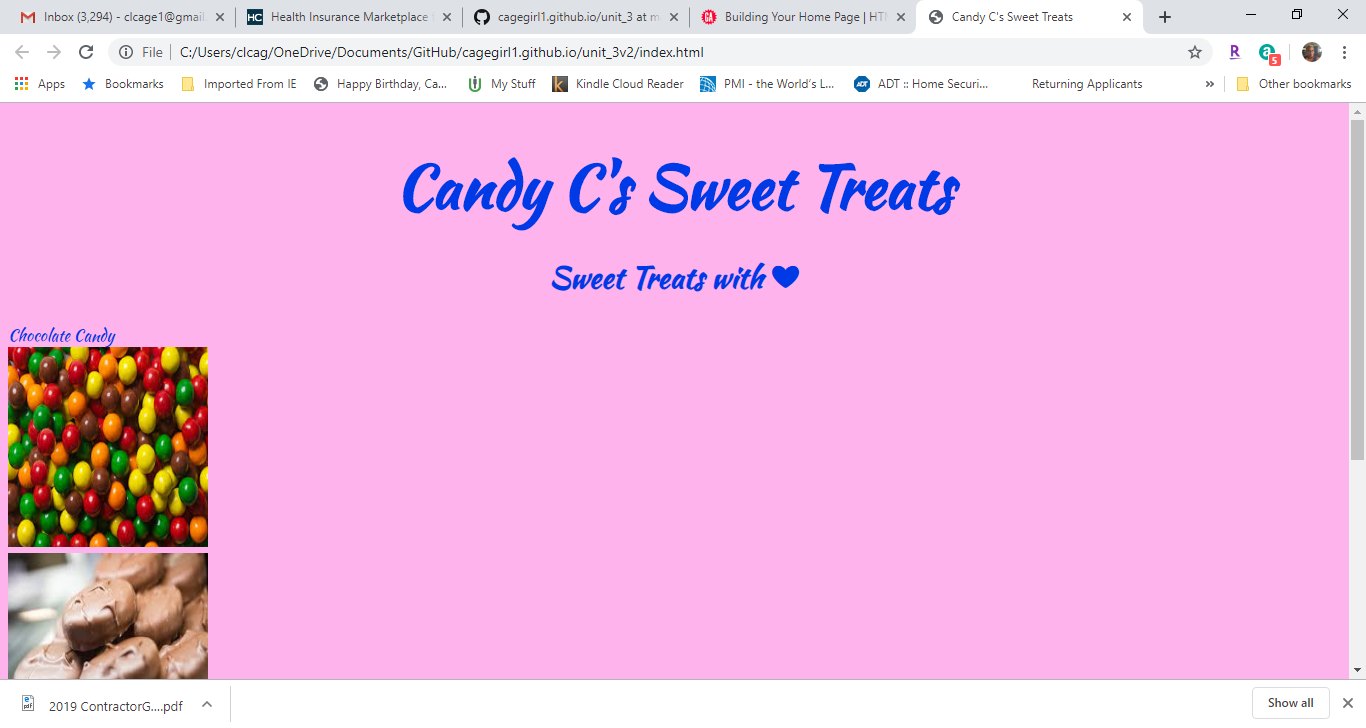 Inbox (3,294) - clcage1@gmail.
Health Insurance Marketplace
cagegirl1.github.io/unit_3 at m
Building Your Home Page | HT
Candy C's Sweet Treats
File
C:/Users/clcag/OneDrive/Documents/GitHub/cagegirl1.github.io/unit_3v2/index.html
R
a
5
Apps
Bookmarks
Imported From IE
Happy Birthday, Ca...
My Stuff
Kindle Cloud Reader
PMI - the World's L...
ADT :: Home Securi...
Returning Applicants
»
Other bookmarks
Candy C's Sweet Treats
Sweet Treats with
Chocolate Candy
2019 ContractorG....pdf
Show all